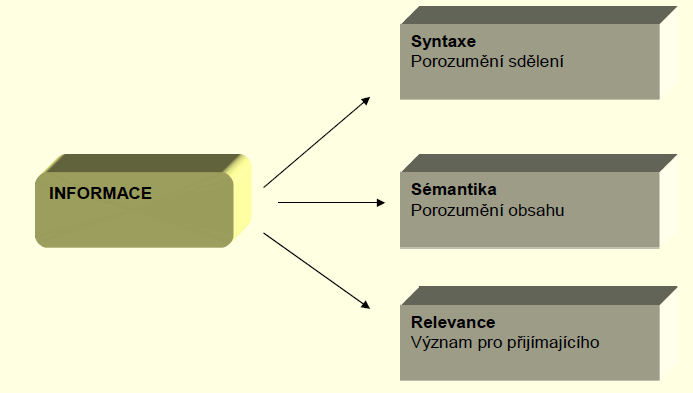 INFORMACE
Syntaxe
Porozumění sdělení
Sémantika
Porozumění obsahu
Relevance
Význam pro přijímajícího